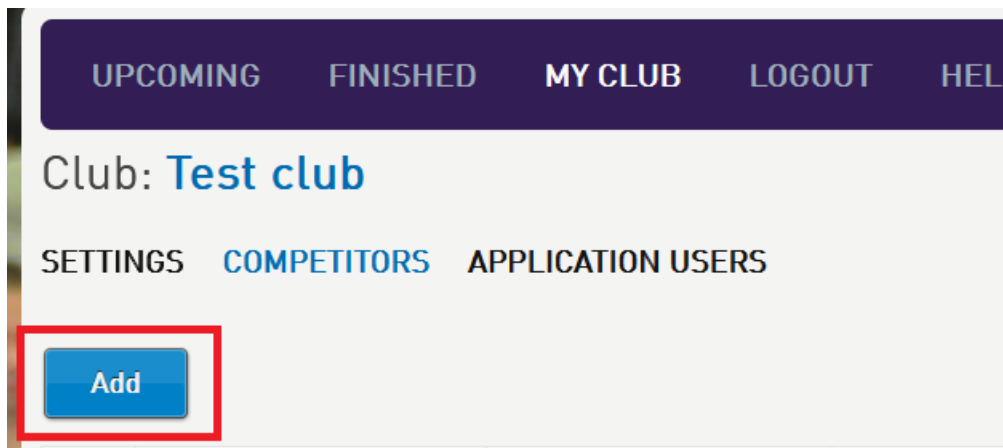 UPCOMING FINISHED MY CLUB LOGOUT HEL
Club: Test club
SETTINGS COMPETITORS APPLICATION USERS
Add